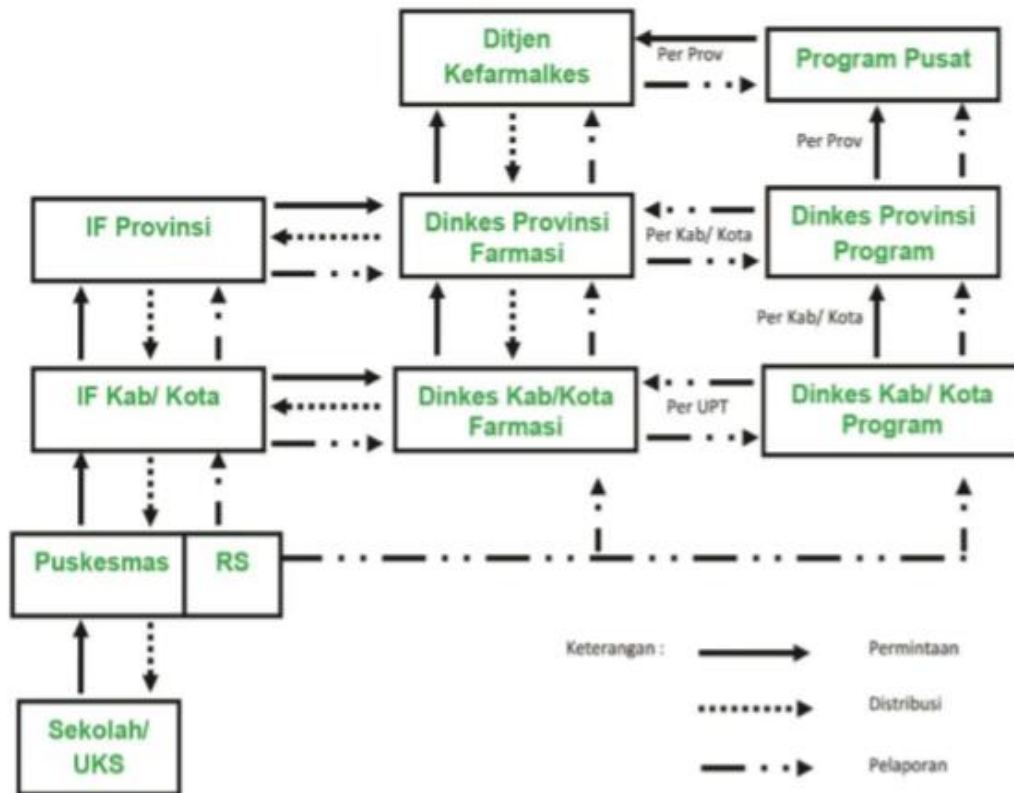 Ditjen
Kefarmalkes
Per Prov
Program Pusat
Per Prov
IF Provinsi
Dinkes Provinsi
Farmasi
Per Kab/ Kota
Dinkes Provinsi
Program
Per Kab/ Kota
IF Kab/ Kota
Dinkes Kab/Kota
Farmasi
Per UPT
Dinkes Kab/ Kota
Program
Puskesmas
RS
Keterangan :
Permintaan
Distribusi
Pelaporan
Sekolah/
UKS